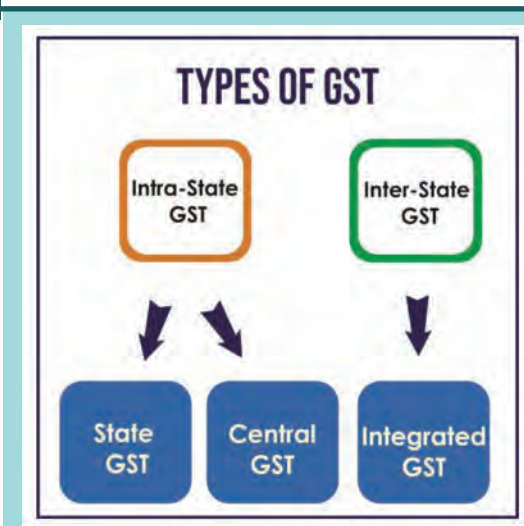 TYPES OF GST
Intra-State
GST
Inter-State
GST
State
GST
Central
GST
Integrated
GST